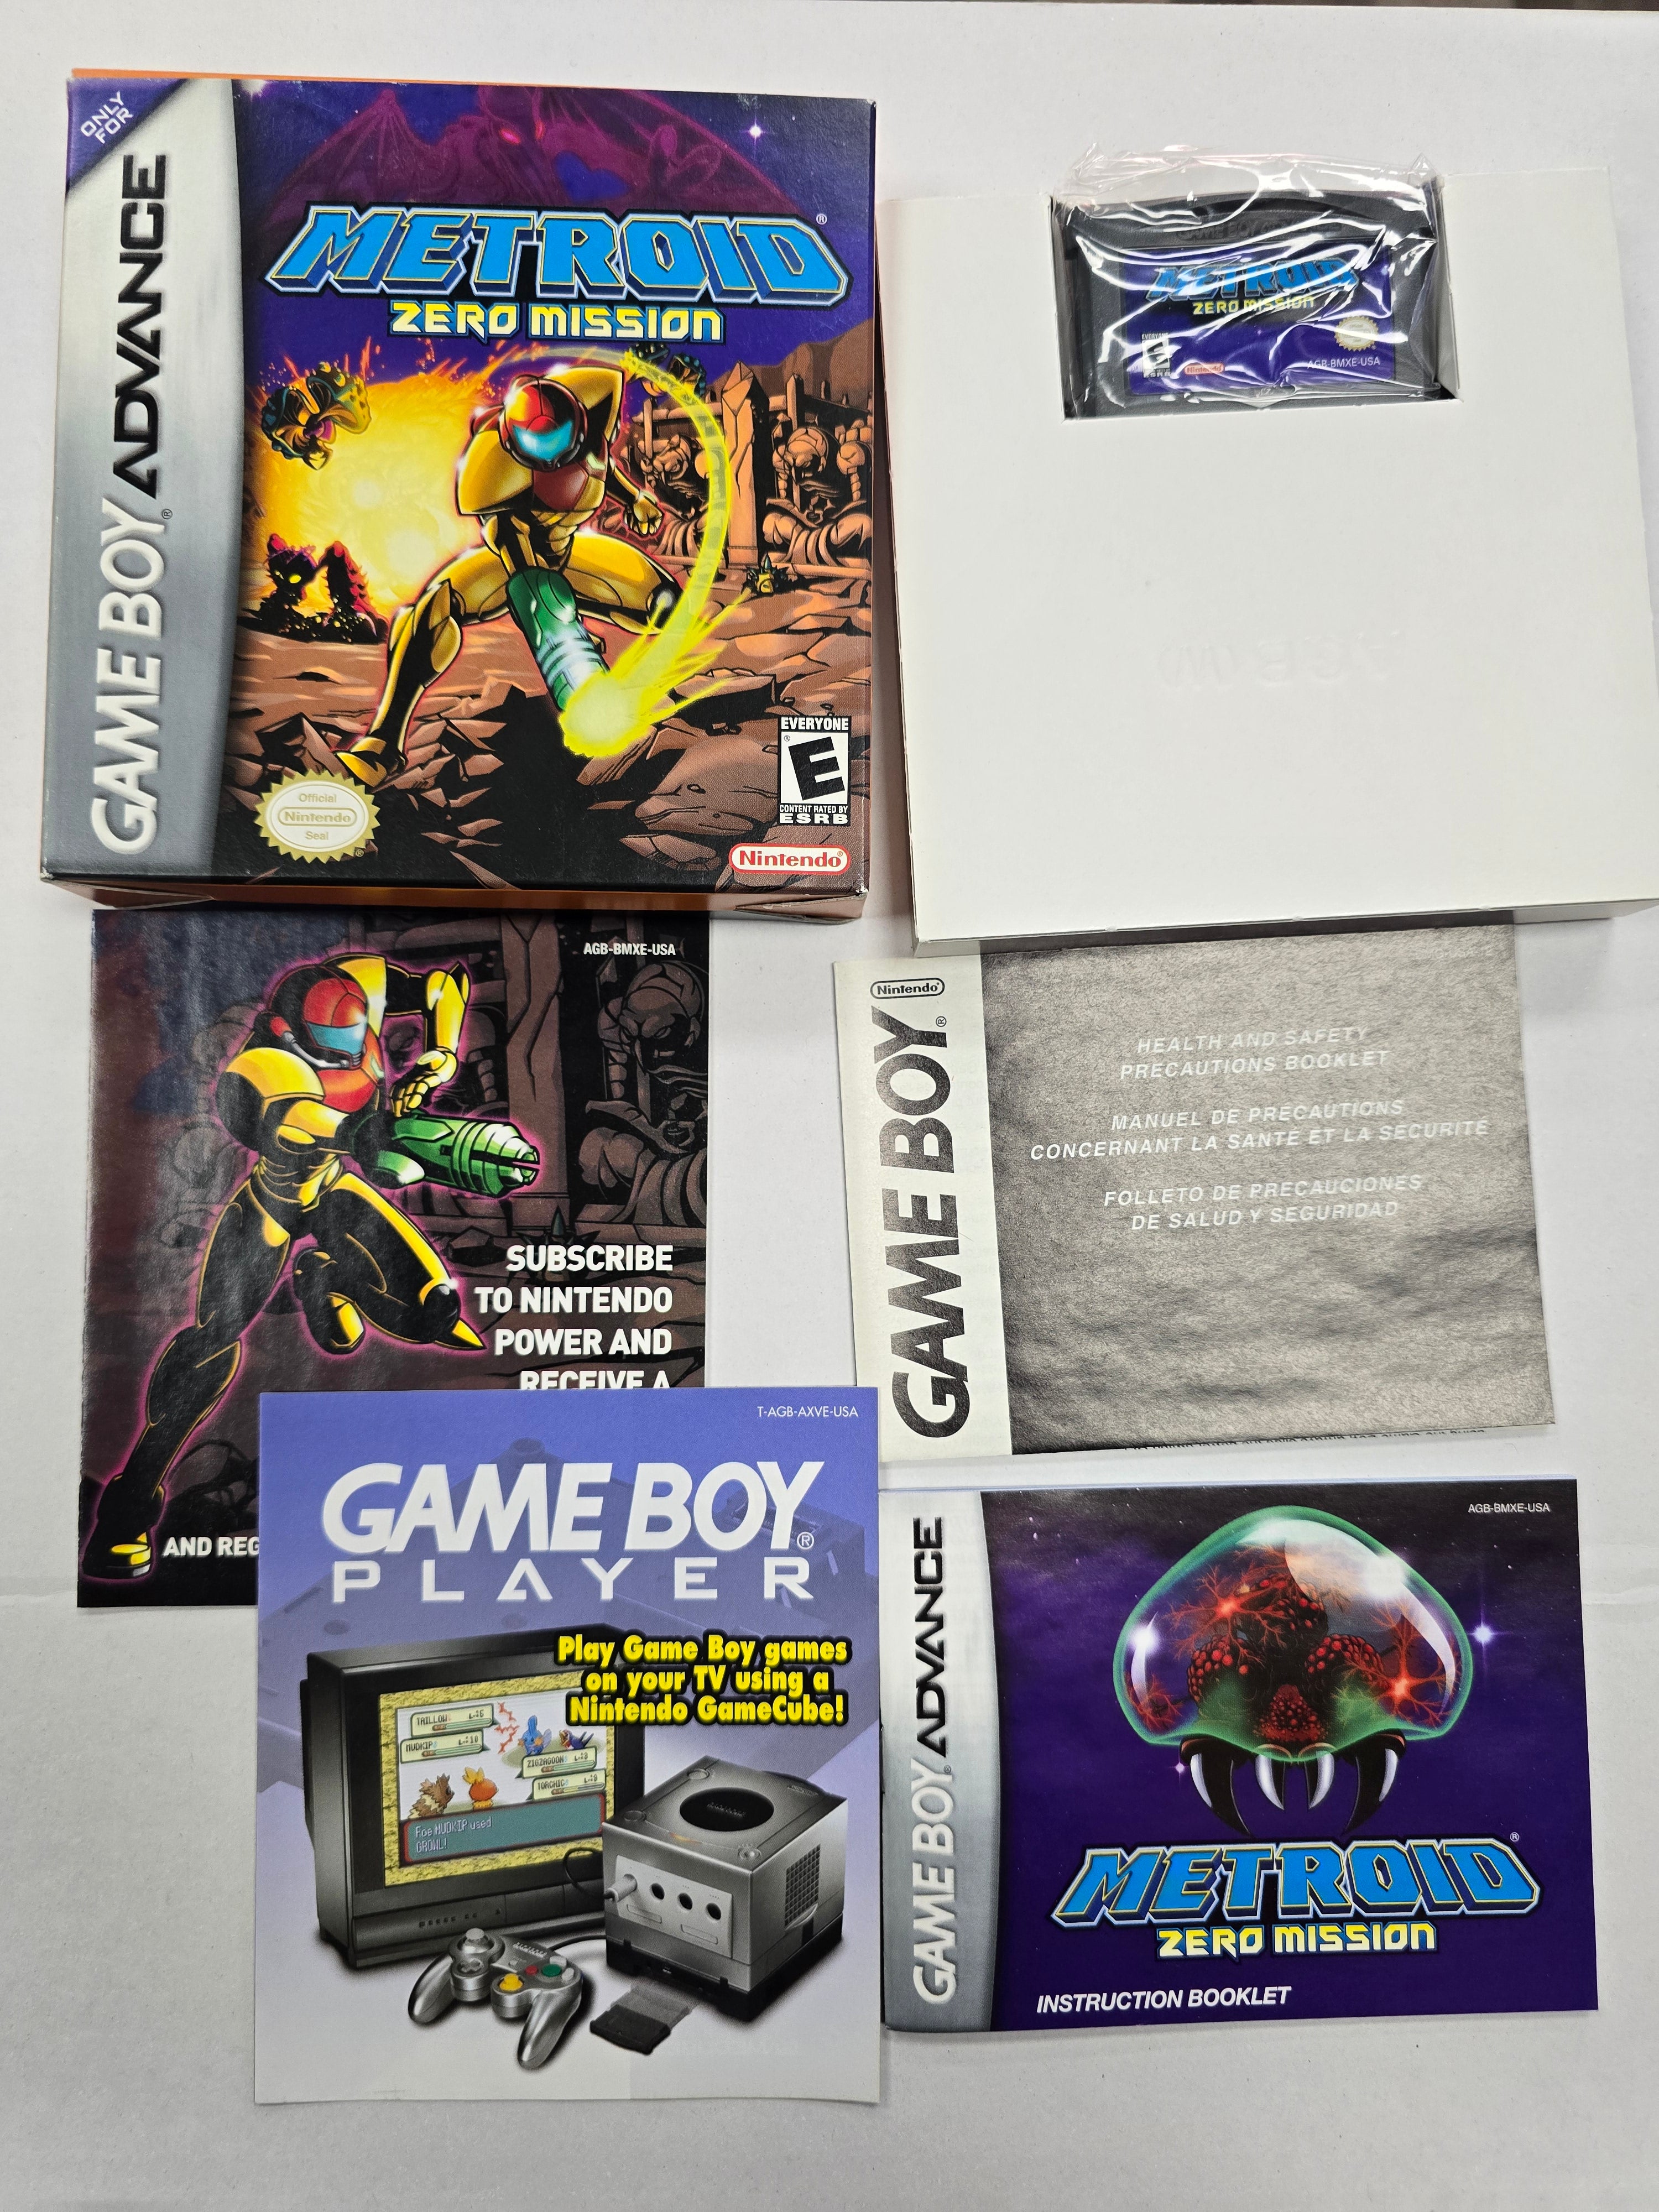 ONLY
FOR
GAME BOY ADVANCE
METROID
ZERO MISSION
EVERYONE
E
CONTENT RATED BY
ESRB
Official
Nintendo
Seal
Nintendo
METROID
ZERO MISSION
EVERYONE
E
ESRB
Nintendo
AGB-BMXE-USA
AGB-BMXE-USA
SUBSCRIBE
TO NINTENDO
POWER AND
RECEIVE A
AND REG
Nintendo
GAME BOY
HEALTH AND SAFETY
PRECAUTIONS BOOKLET
MANUEL DE PRECAUTIONS
CONCERNANT LA SANTÉ ET LA SÉCURITÉ
FOLLETO DE PRECAUCIONES
DE SALUD Y SEGURIDAD
T-AGB-AXVE-USA
GAME BOY
PLAYER
Play Game Boy games
on your TV using a
Nintendo GameCube!
TAILLOW
MUDKIP
ZIGZAGOON
TORCHIC
Foe MUDKIP used
GROWL!
AGB-BMXE-USA
GAME BOY ADVANCE
METROID
ZERO MISSION
INSTRUCTION BOOKLET